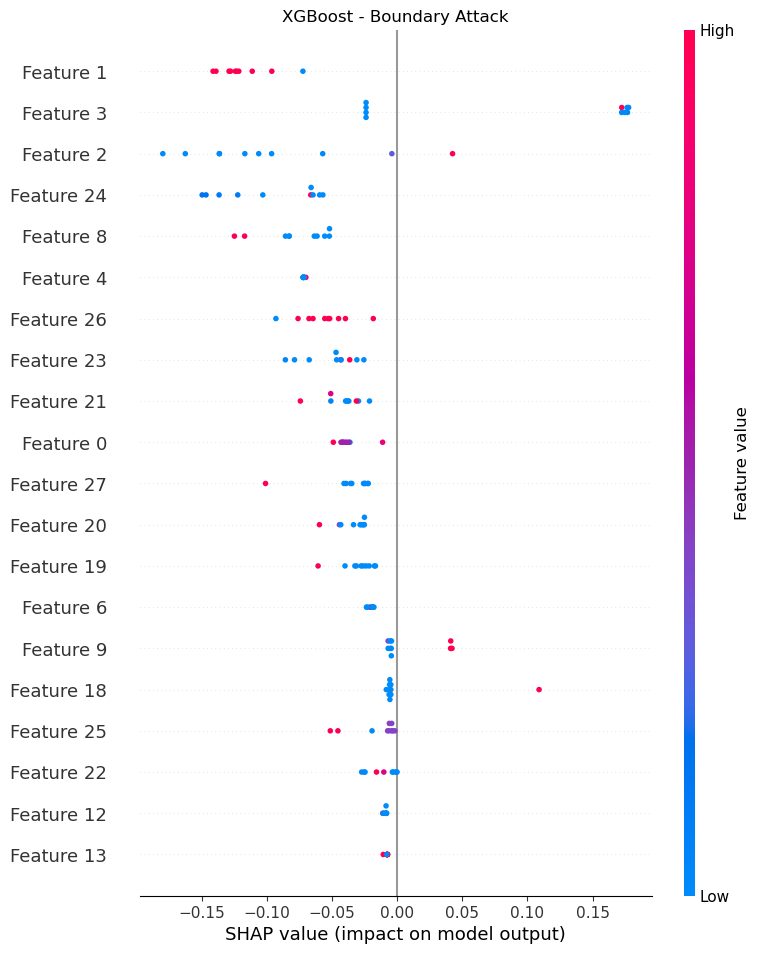 XGBoost - Boundary Attack
High
Feature 1
Feature 3
Feature 2
Feature 24
Feature 8
Feature 4
Feature 26
Feature 23
Feature 21
Feature 0
Feature 27
Feature 20
Feature 19
Feature 6
Feature 9
Feature 18
Feature 25
Feature 22
Feature 12
Feature 13
Feature value
Low
−0.15 −0.10 −0.05 0.00 0.05 0.10 0.15
SHAP value (impact on model output)